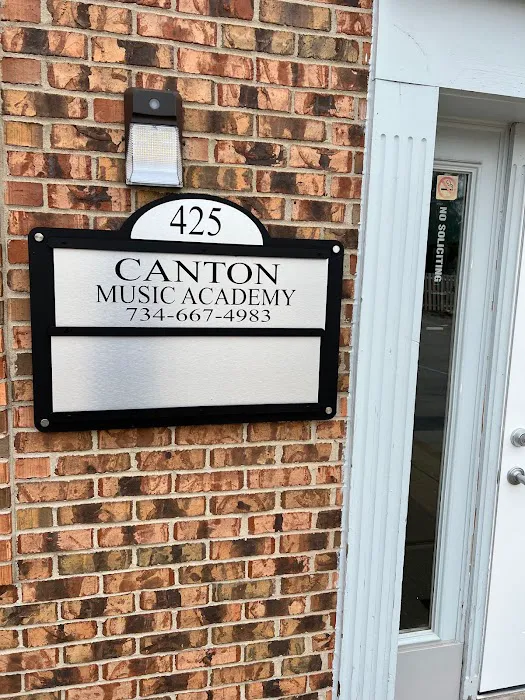 425
CANTON
MUSIC ACADEMY
734-667-4983
NO SOLICITING